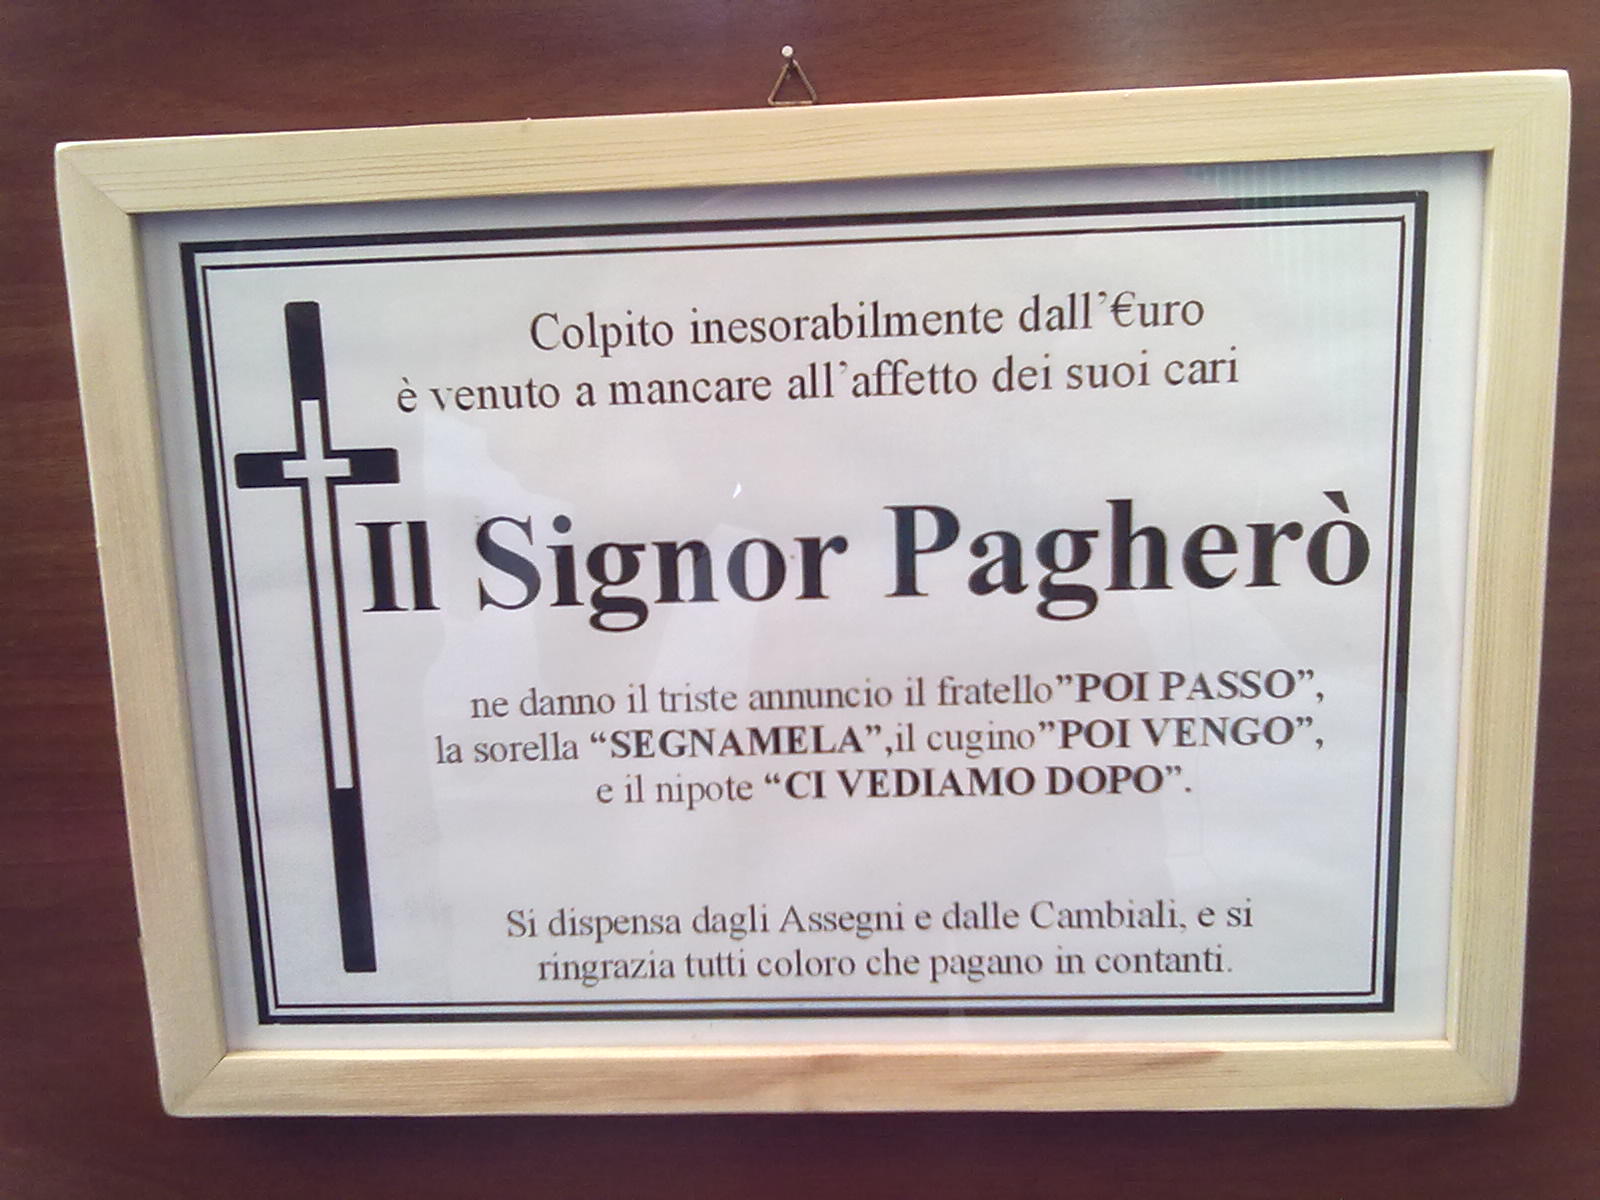 Colpito inesorabilmente dall'€uro
è venuto a mancare all'affetto dei suoi cari
Il Signor Pagherò
ne danno il triste annuncio il fratello”POI PASSO”,
la sorella “SEGNAMELA”,il cugino”POI VENGO”,
e il nipote “CI VEDIAMO DOPO”.
Si dispensa dagli Assegni e dalle Cambiali, e si
ringrazia tutti coloro che pagano in contanti.